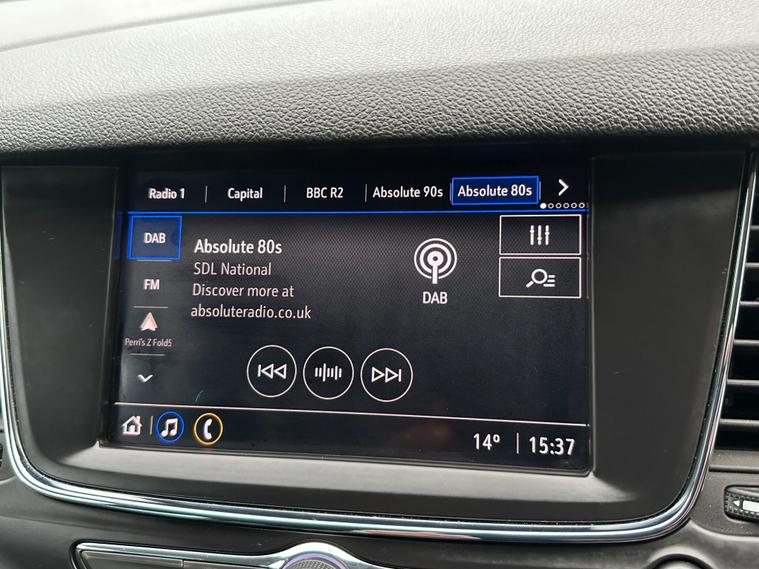 Radio 1
Capital
BBC R2
Absolute 90s
Absolute 80s
DAB
Absolute 80s
SDL National
Discover more at
absoluteradio.co.uk
DAB
FM
Perri's Z Fold5
14°
15:37